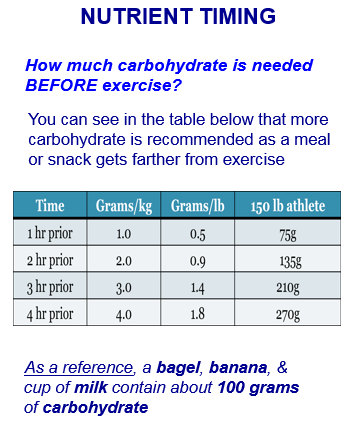 NUTRIENT TIMING
How much carbohydrate is needed
BEFORE exercise?
You can see in the table below that more
carbohydrate is recommended as a meal
or snack gets farther from exercise
Time Grams/kg Grams/lb 150 lb athlete
1 hr prior 1.0 0.5 75g
2 hr prior 2.0 0.9 135g
3 hr prior 3.0 1.4 210g
4 hr prior 4.0 1.8 270g
As a reference, a bagel, banana, &
cup of milk contain about 100 grams
of carbohydrate